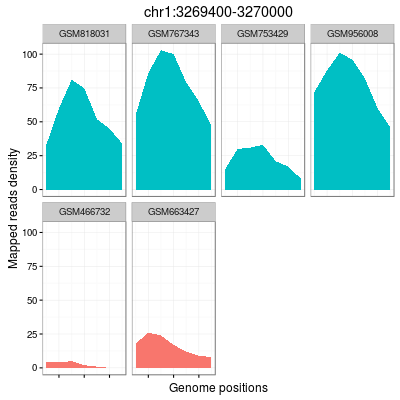 chr1:3269400-3270000
GSM818031 GSM767343 GSM753429 GSM956008
100
75
50
25
0
Mapped reads density
GSM466732 GSM663427
100
75
50
25
0
Genome positions